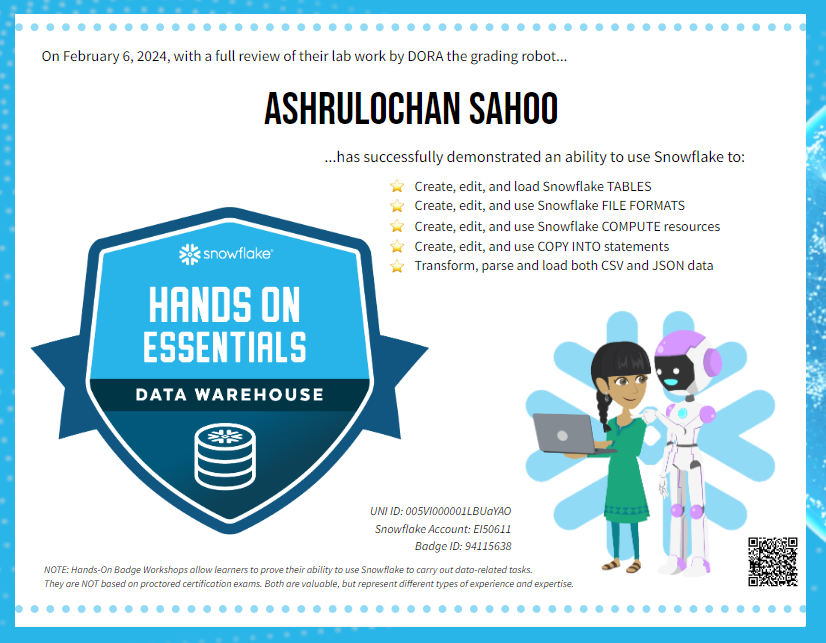 On February 6, 2024, with a full review of their lab work by DORA the grading robot...
ASHRULOCHAN SAHOO
...has successfully demonstrated an ability to use Snowflake to:
Create, edit, and load Snowflake TABLES
Create, edit, and use Snowflake FILE FORMATS
Create, edit, and use Snowflake COMPUTE resources
Create, edit, and use COPY INTO statements
Transform, parse and load both CSV and JSON data
snowflake®
HANDS ON
ESSENTIALS
DATA WAREHOUSE
UNI ID: 005VI000001LBUaYAO
Snowflake Account: EI50611
Badge ID: 94115638
NOTE: Hands-On Badge Workshops allow learners to prove their ability to use Snowflake to carry out data-related tasks.
They are NOT based on proctored certification exams. Both are valuable, but represent different types of experience and expertise.